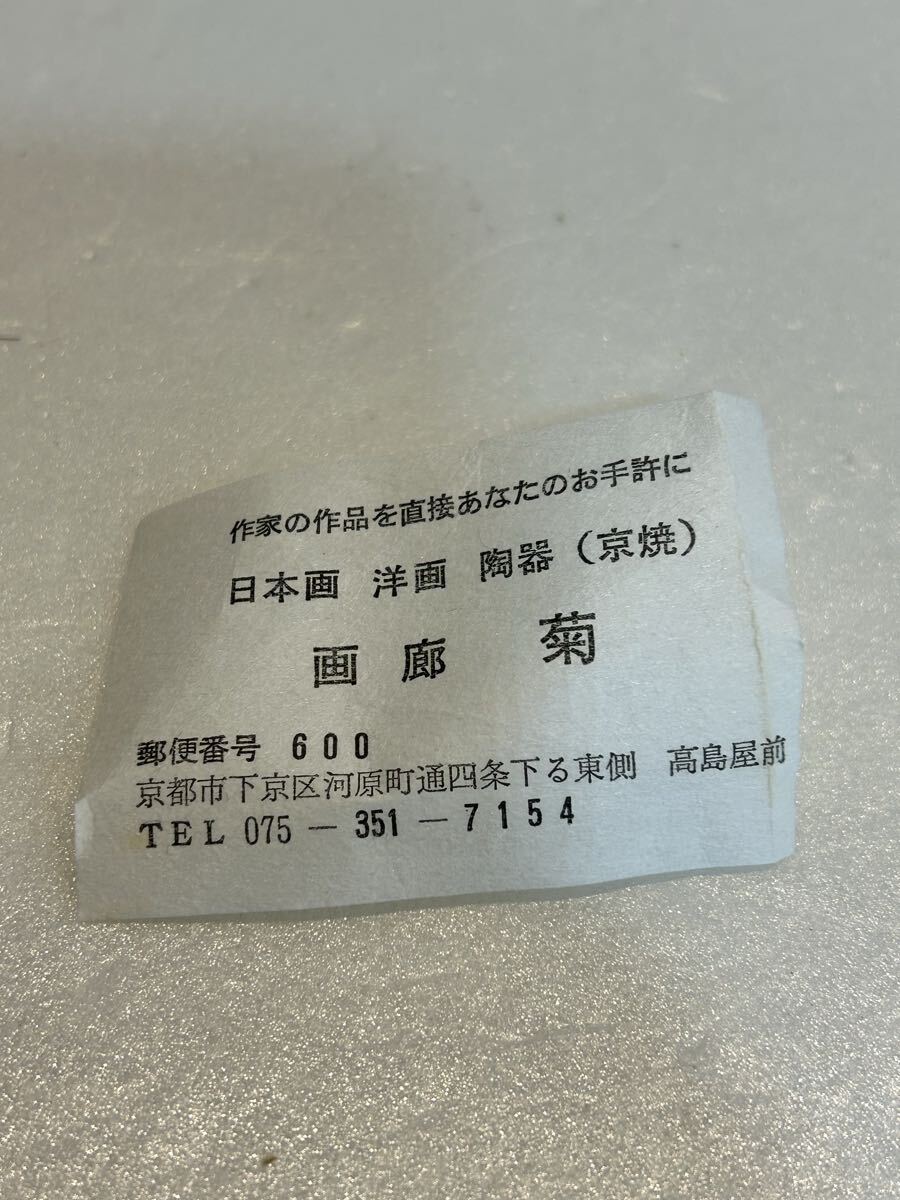 作家の作品を直接あなたのお手許に
日本画 洋画 陶器（京焼）
画廊 菊
郵便番号 600
京都市下京区河原町通四条下る東側 高島屋前
TEL 075－351－7154